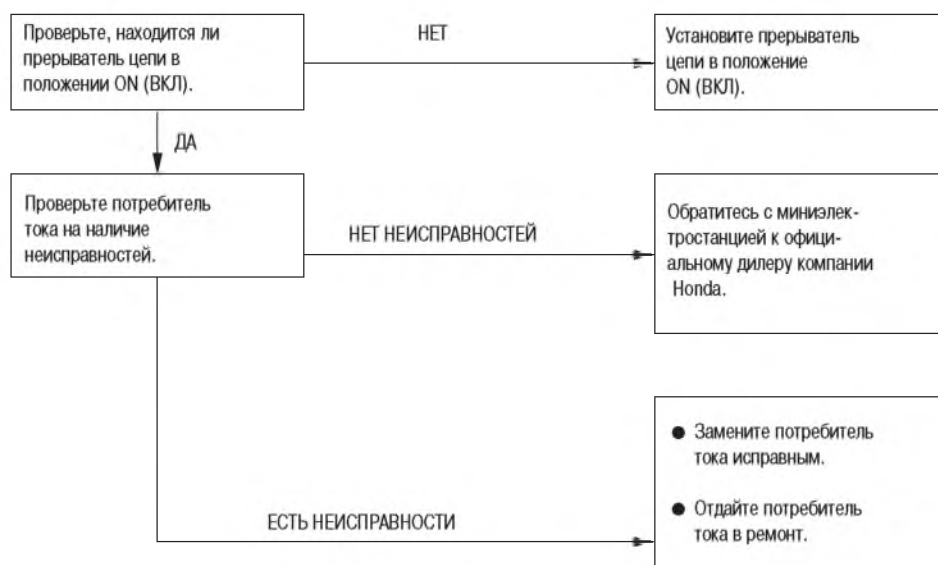 Проверьте, находится ли
прерыватель цепи в
положении ON (ВКЛ).
НЕТ
Установите прерыватель
цепи в положение
ON (ВКЛ).
ДА
Проверьте потребитель
тока на наличие
неисправностей.
НЕТ НЕИСПРАВНОСТЕЙ
Обратитесь с миниэлек-
тростанцией к офици-
альному дилеру компании
Honda.
ЕСТЬ НЕИСПРАВНОСТИ
● Замените потребитель
тока исправным.
● Отдайте потребитель
тока в ремонт.